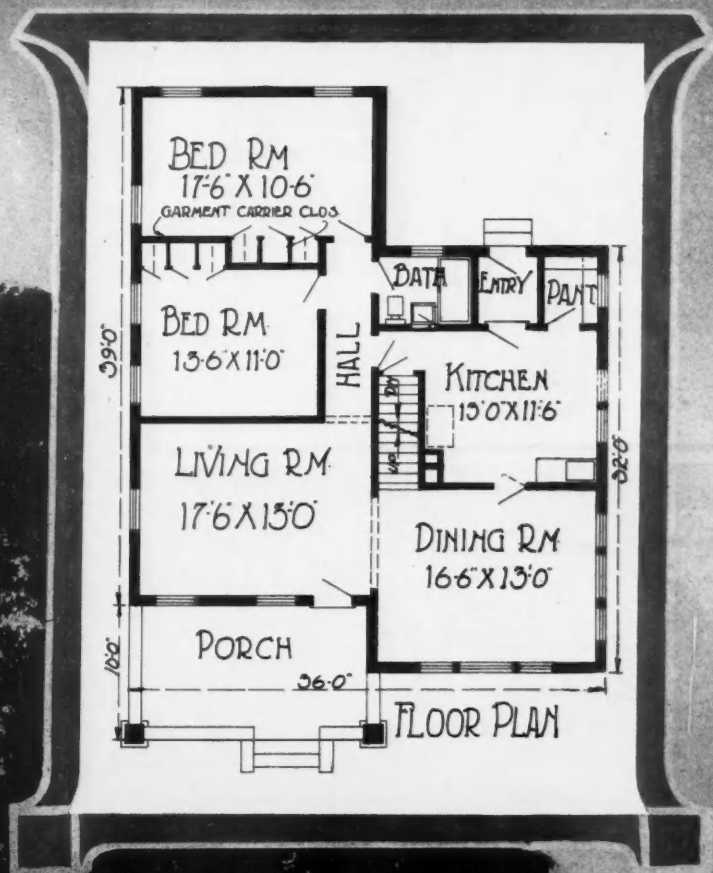 BED RM
17'-6" X 10'-6"
GARMENT CARRIER CLOS.
BATH
ENTRY
PANT.
BED RM.
13'-6" X 11'-0"
HALL
DN
UP
KITCHEN
13'-0" X 11'-6"
39'-0"
32'-0"
LIVING RM.
17'-6" X 13'-0"
DINING RM.
16'-6" X 13'-0"
PORCH
10'-0"
36'-0"
FLOOR PLAN